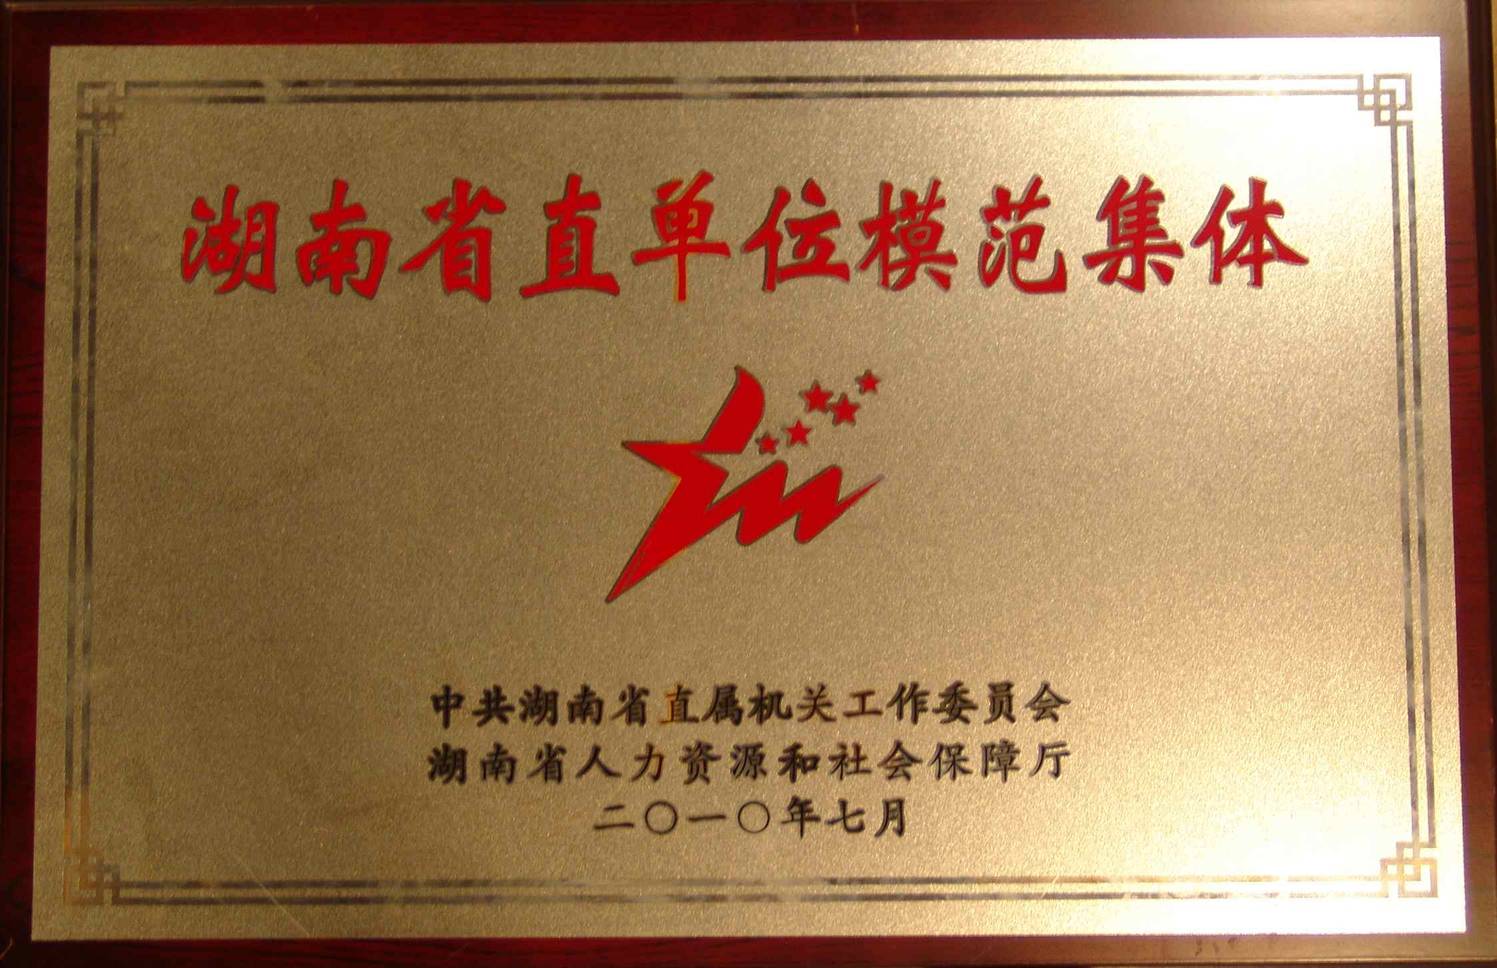 湖南省直单位模范集体
中共湖南省直属机关工作委员会
湖南省人力资源和社会保障厅
二〇一〇年七月